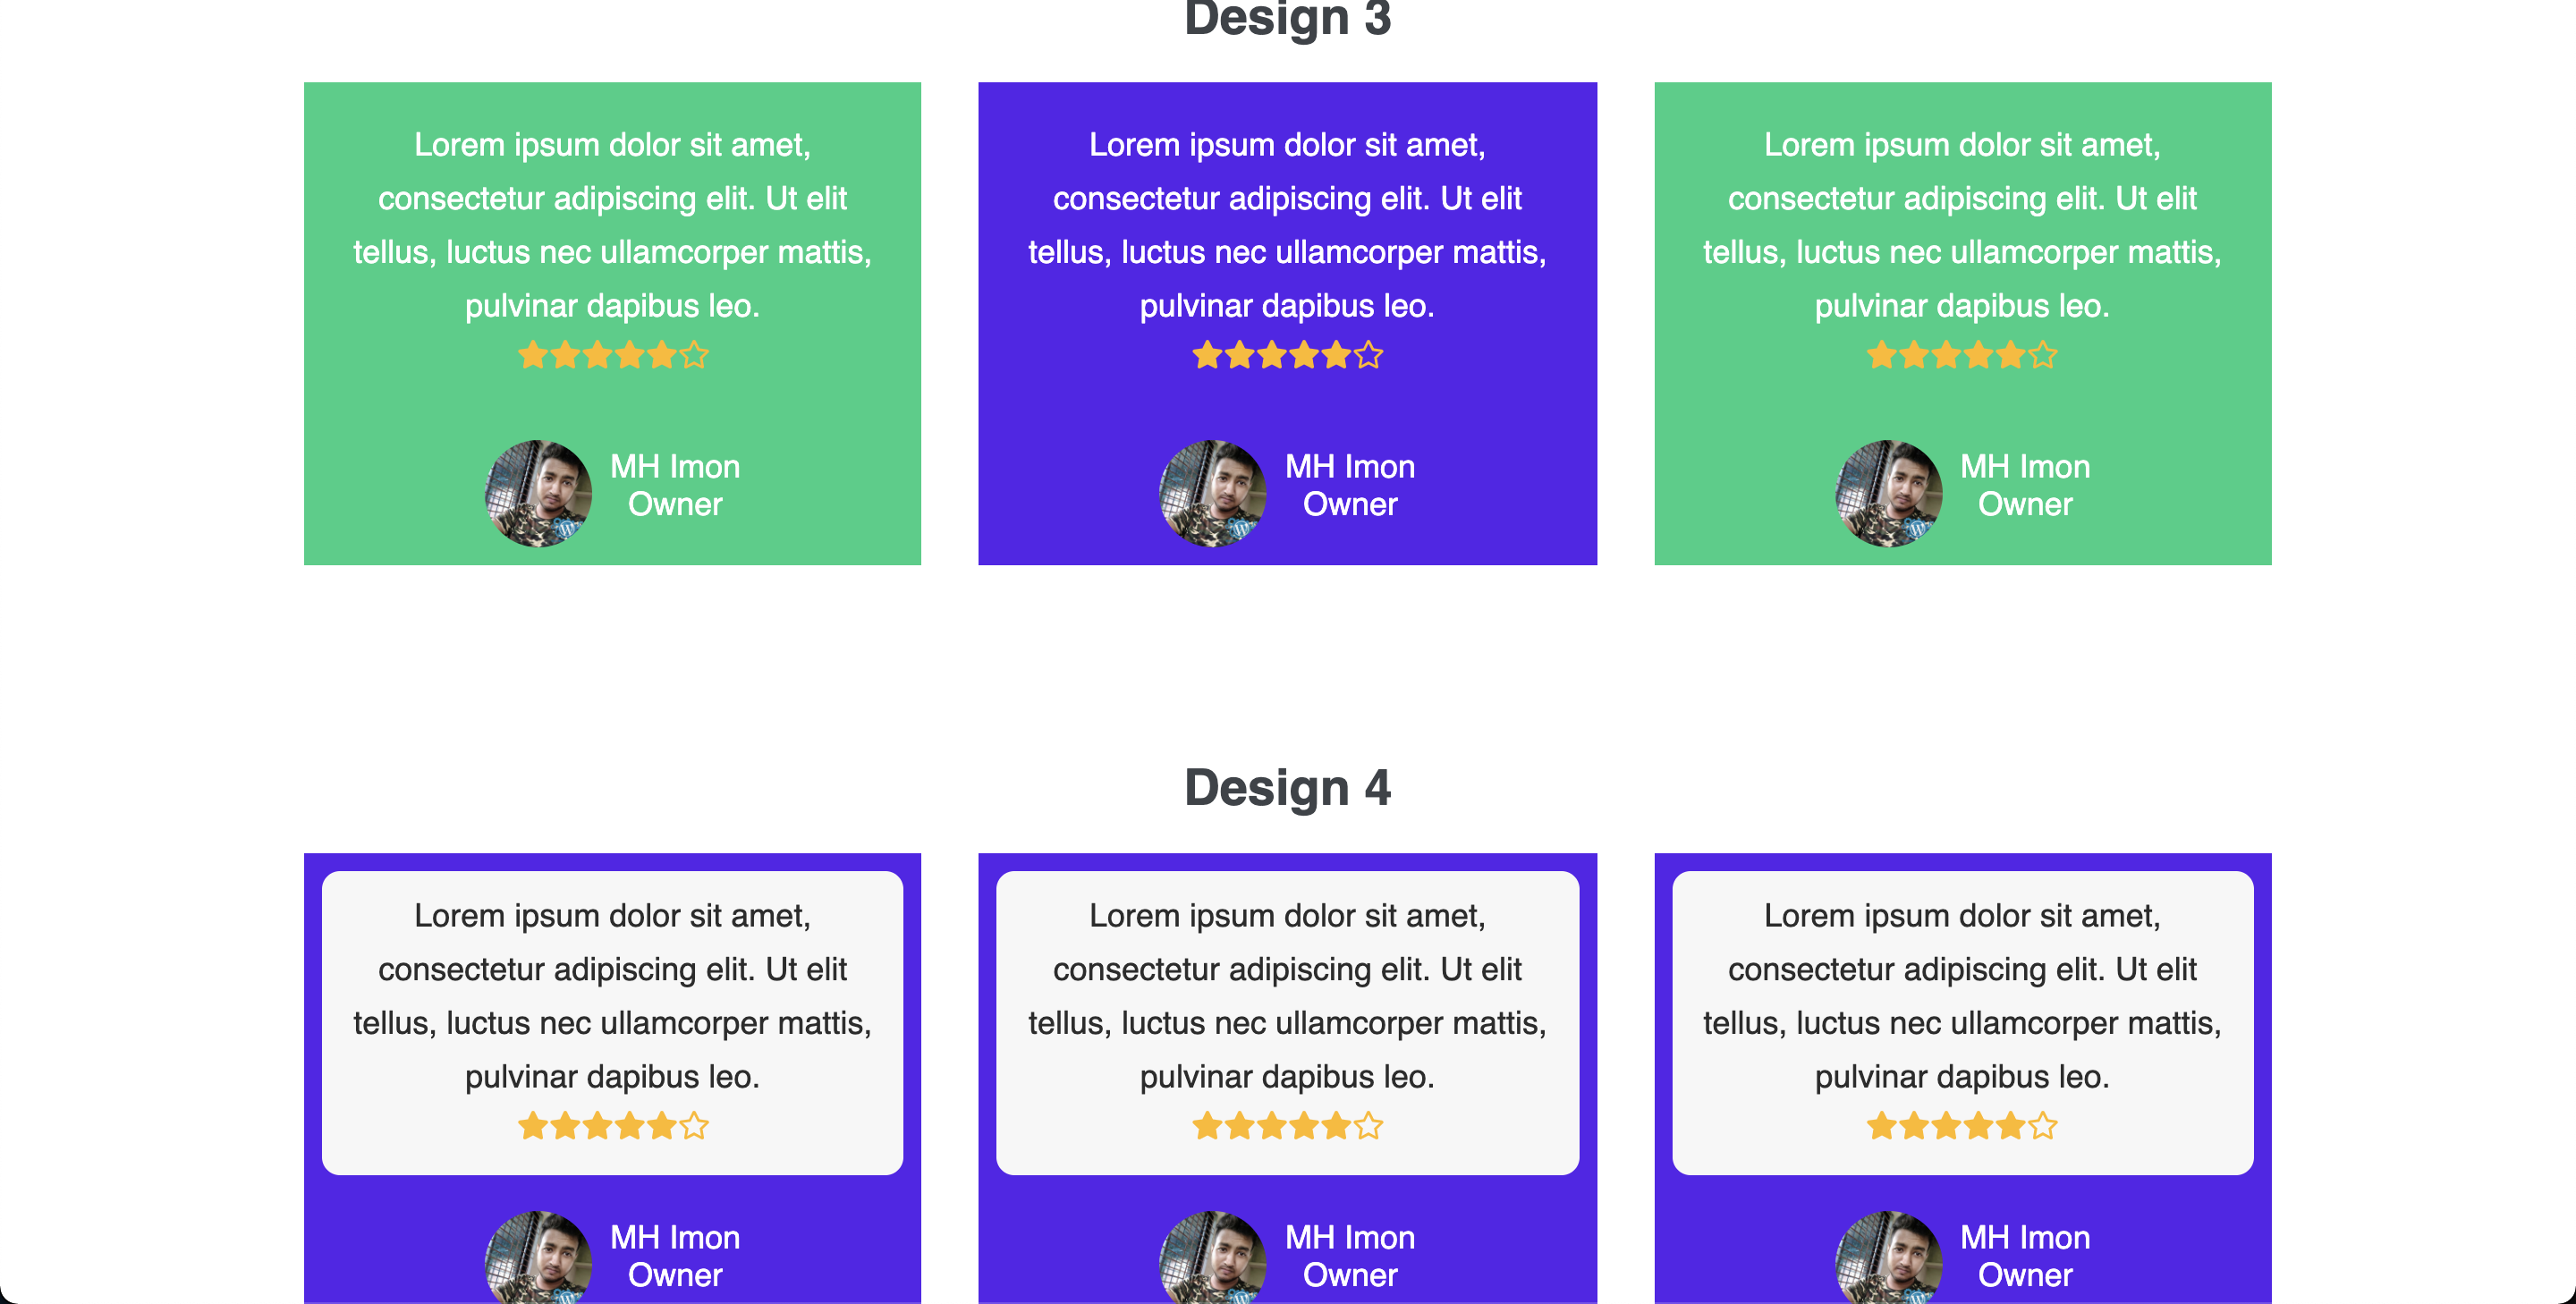 Design 3
Lorem ipsum dolor sit amet,
consectetur adipiscing elit. Ut elit
tellus, luctus nec ullamcorper mattis,
pulvinar dapibus leo.
MH Imon
Owner
Lorem ipsum dolor sit amet,
consectetur adipiscing elit. Ut elit
tellus, luctus nec ullamcorper mattis,
pulvinar dapibus leo.
MH Imon
Owner
Lorem ipsum dolor sit amet,
consectetur adipiscing elit. Ut elit
tellus, luctus nec ullamcorper mattis,
pulvinar dapibus leo.
MH Imon
Owner
Design 4
Lorem ipsum dolor sit amet,
consectetur adipiscing elit. Ut elit
tellus, luctus nec ullamcorper mattis,
pulvinar dapibus leo.
MH Imon
Owner
Lorem ipsum dolor sit amet,
consectetur adipiscing elit. Ut elit
tellus, luctus nec ullamcorper mattis,
pulvinar dapibus leo.
MH Imon
Owner
Lorem ipsum dolor sit amet,
consectetur adipiscing elit. Ut elit
tellus, luctus nec ullamcorper mattis,
pulvinar dapibus leo.
MH Imon
Owner